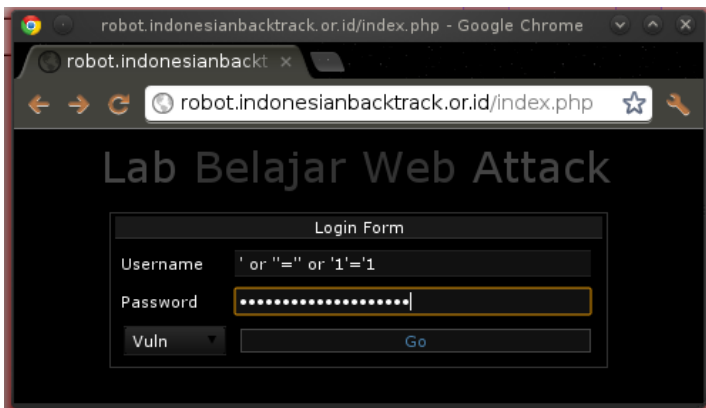 robot.indonesianbacktrack.or.id/index.php - Google Chrome
robot.indonesianbackt
robot.indonesianbacktrack.or.id/index.php
Lab Belajar Web Attack
Login Form
Username ' or ''='' or '1'='1
Password ••••••••••••••••••••
Vuln Go